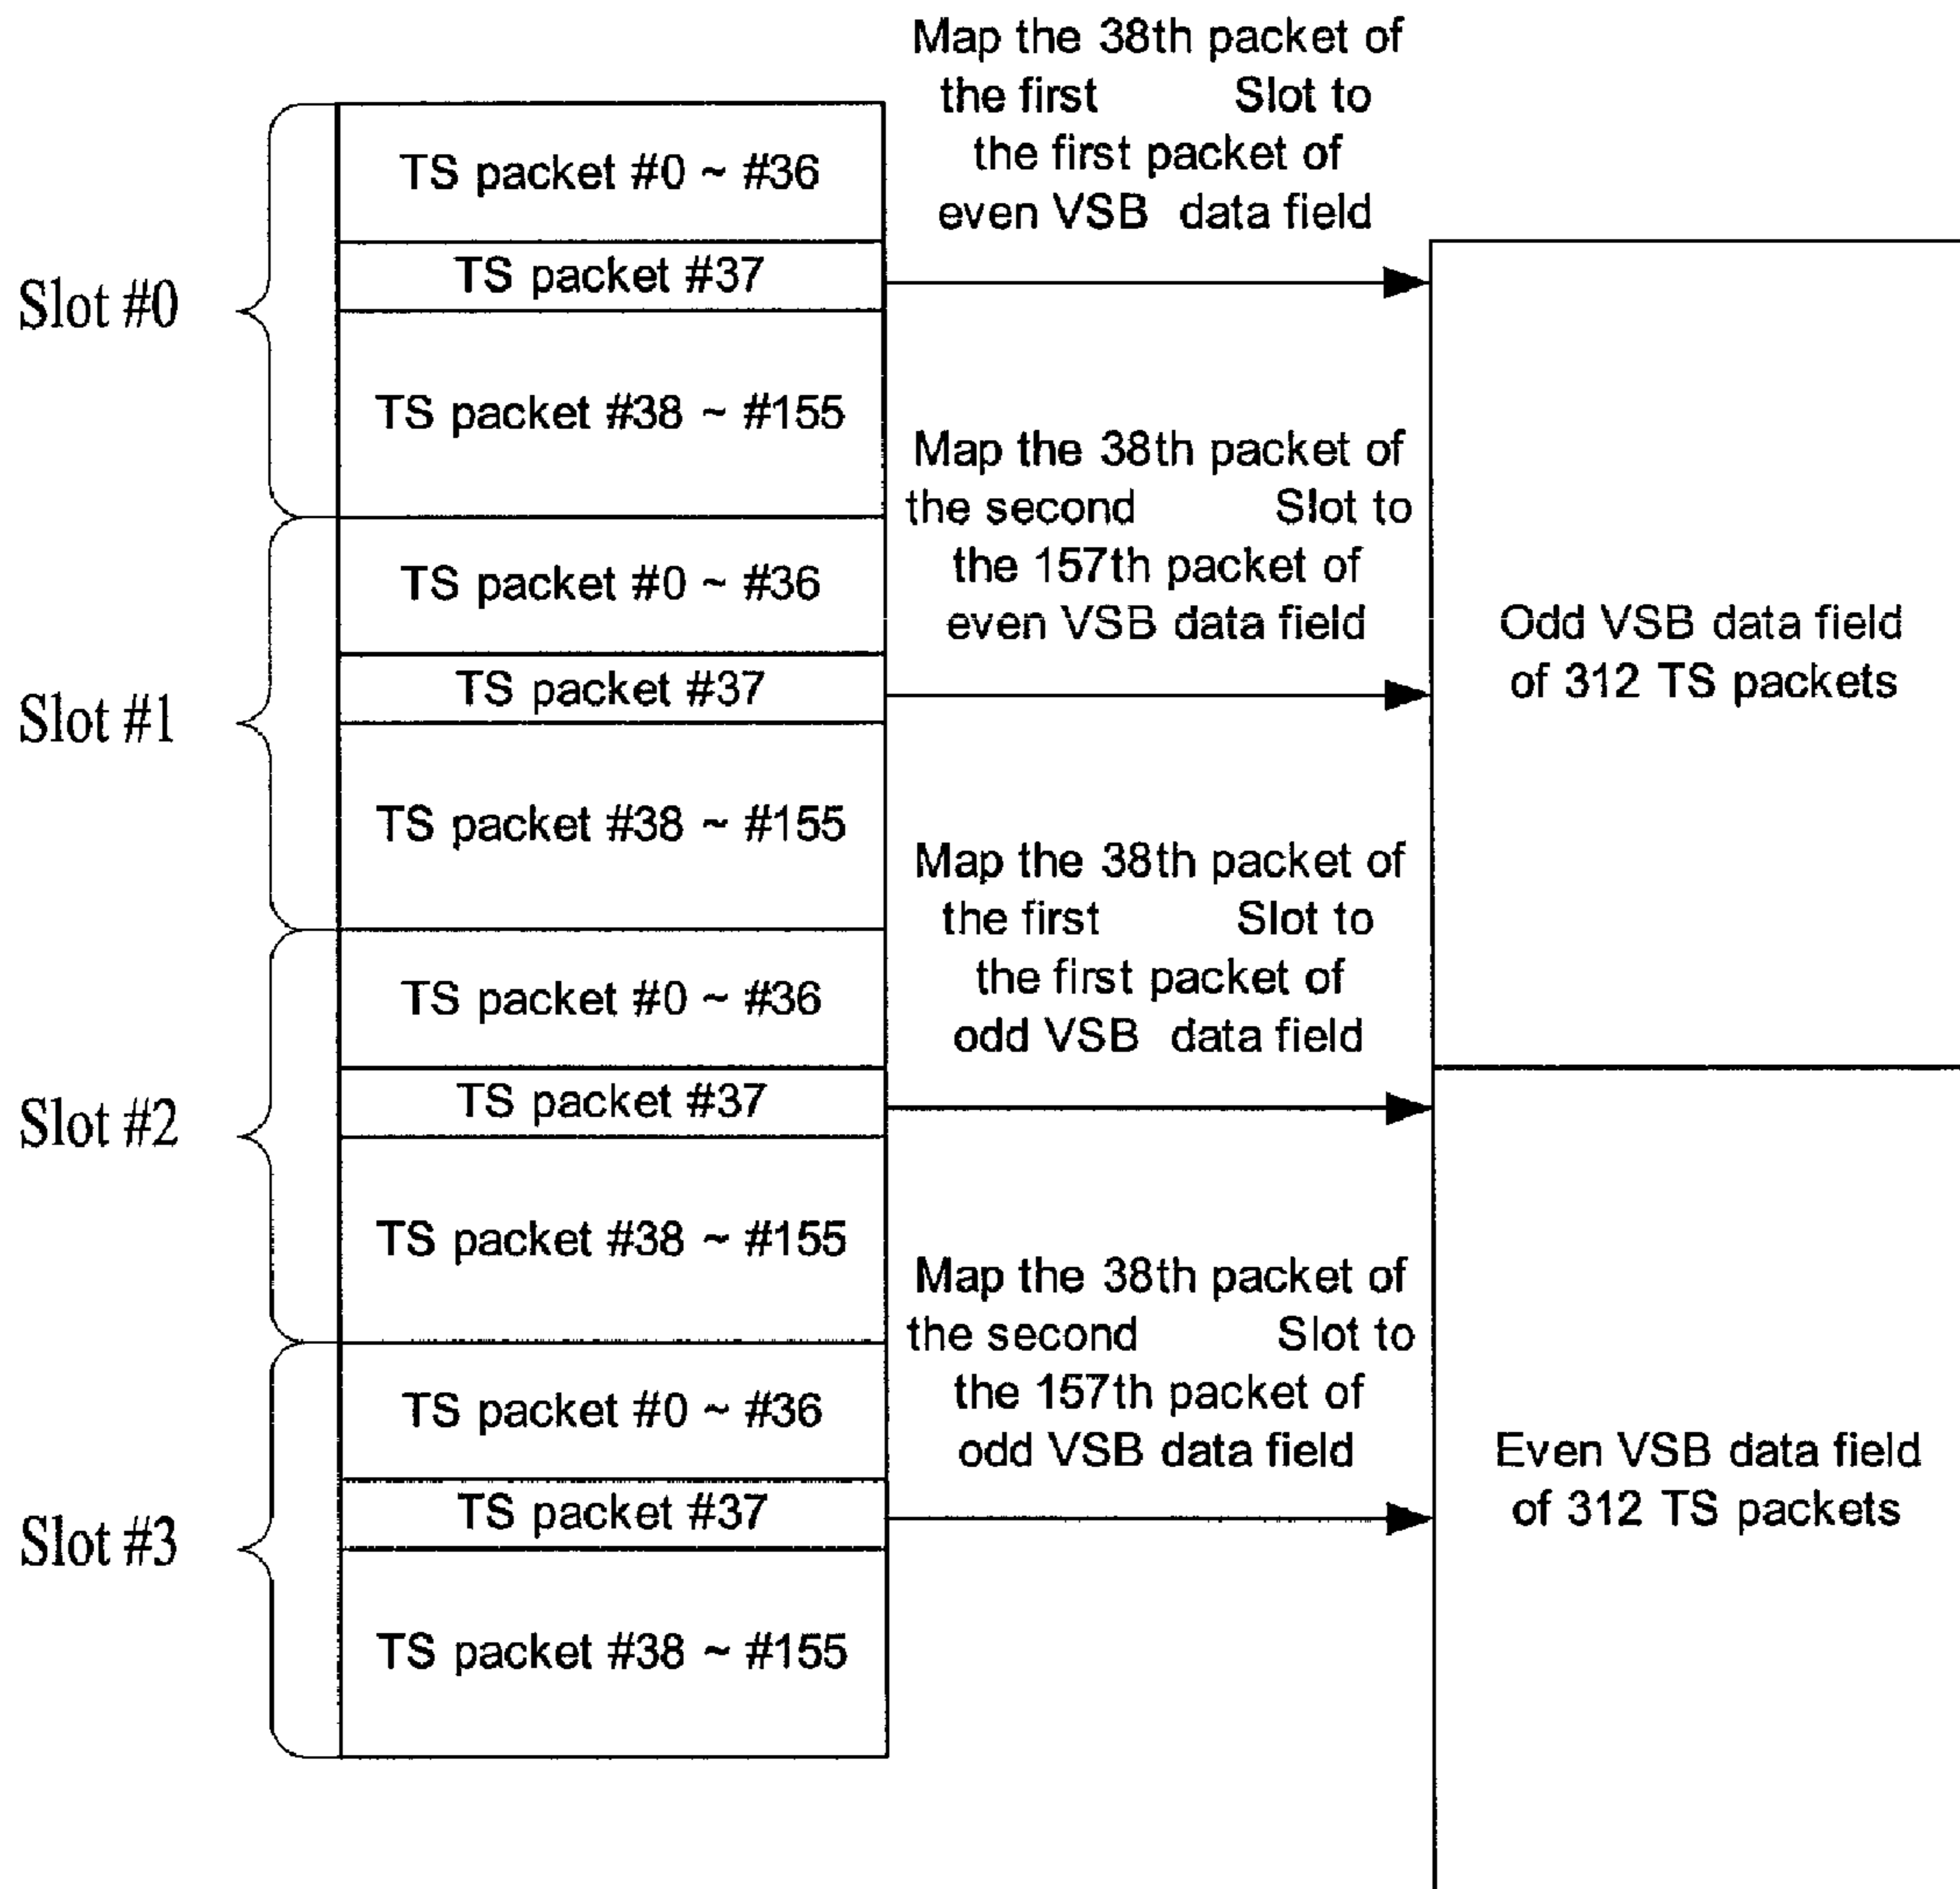 Map the 38th packet of
the first Slot to
the first packet of
even VSB data field
Slot #0
TS packet #0 ~ #36
TS packet #37
TS packet #38 ~ #155
Map the 38th packet of
the second Slot to
the 157th packet of
even VSB data field
Slot #1
TS packet #0 ~ #36
TS packet #37
TS packet #38 ~ #155
Odd VSB data field
of 312 TS packets
Map the 38th packet of
the first Slot to
the first packet of
odd VSB data field
Slot #2
TS packet #0 ~ #36
TS packet #37
TS packet #38 ~ #155
Map the 38th packet of
the second Slot to
the 157th packet of
odd VSB data field
Slot #3
TS packet #0 ~ #36
TS packet #37
TS packet #38 ~ #155
Even VSB data field
of 312 TS packets